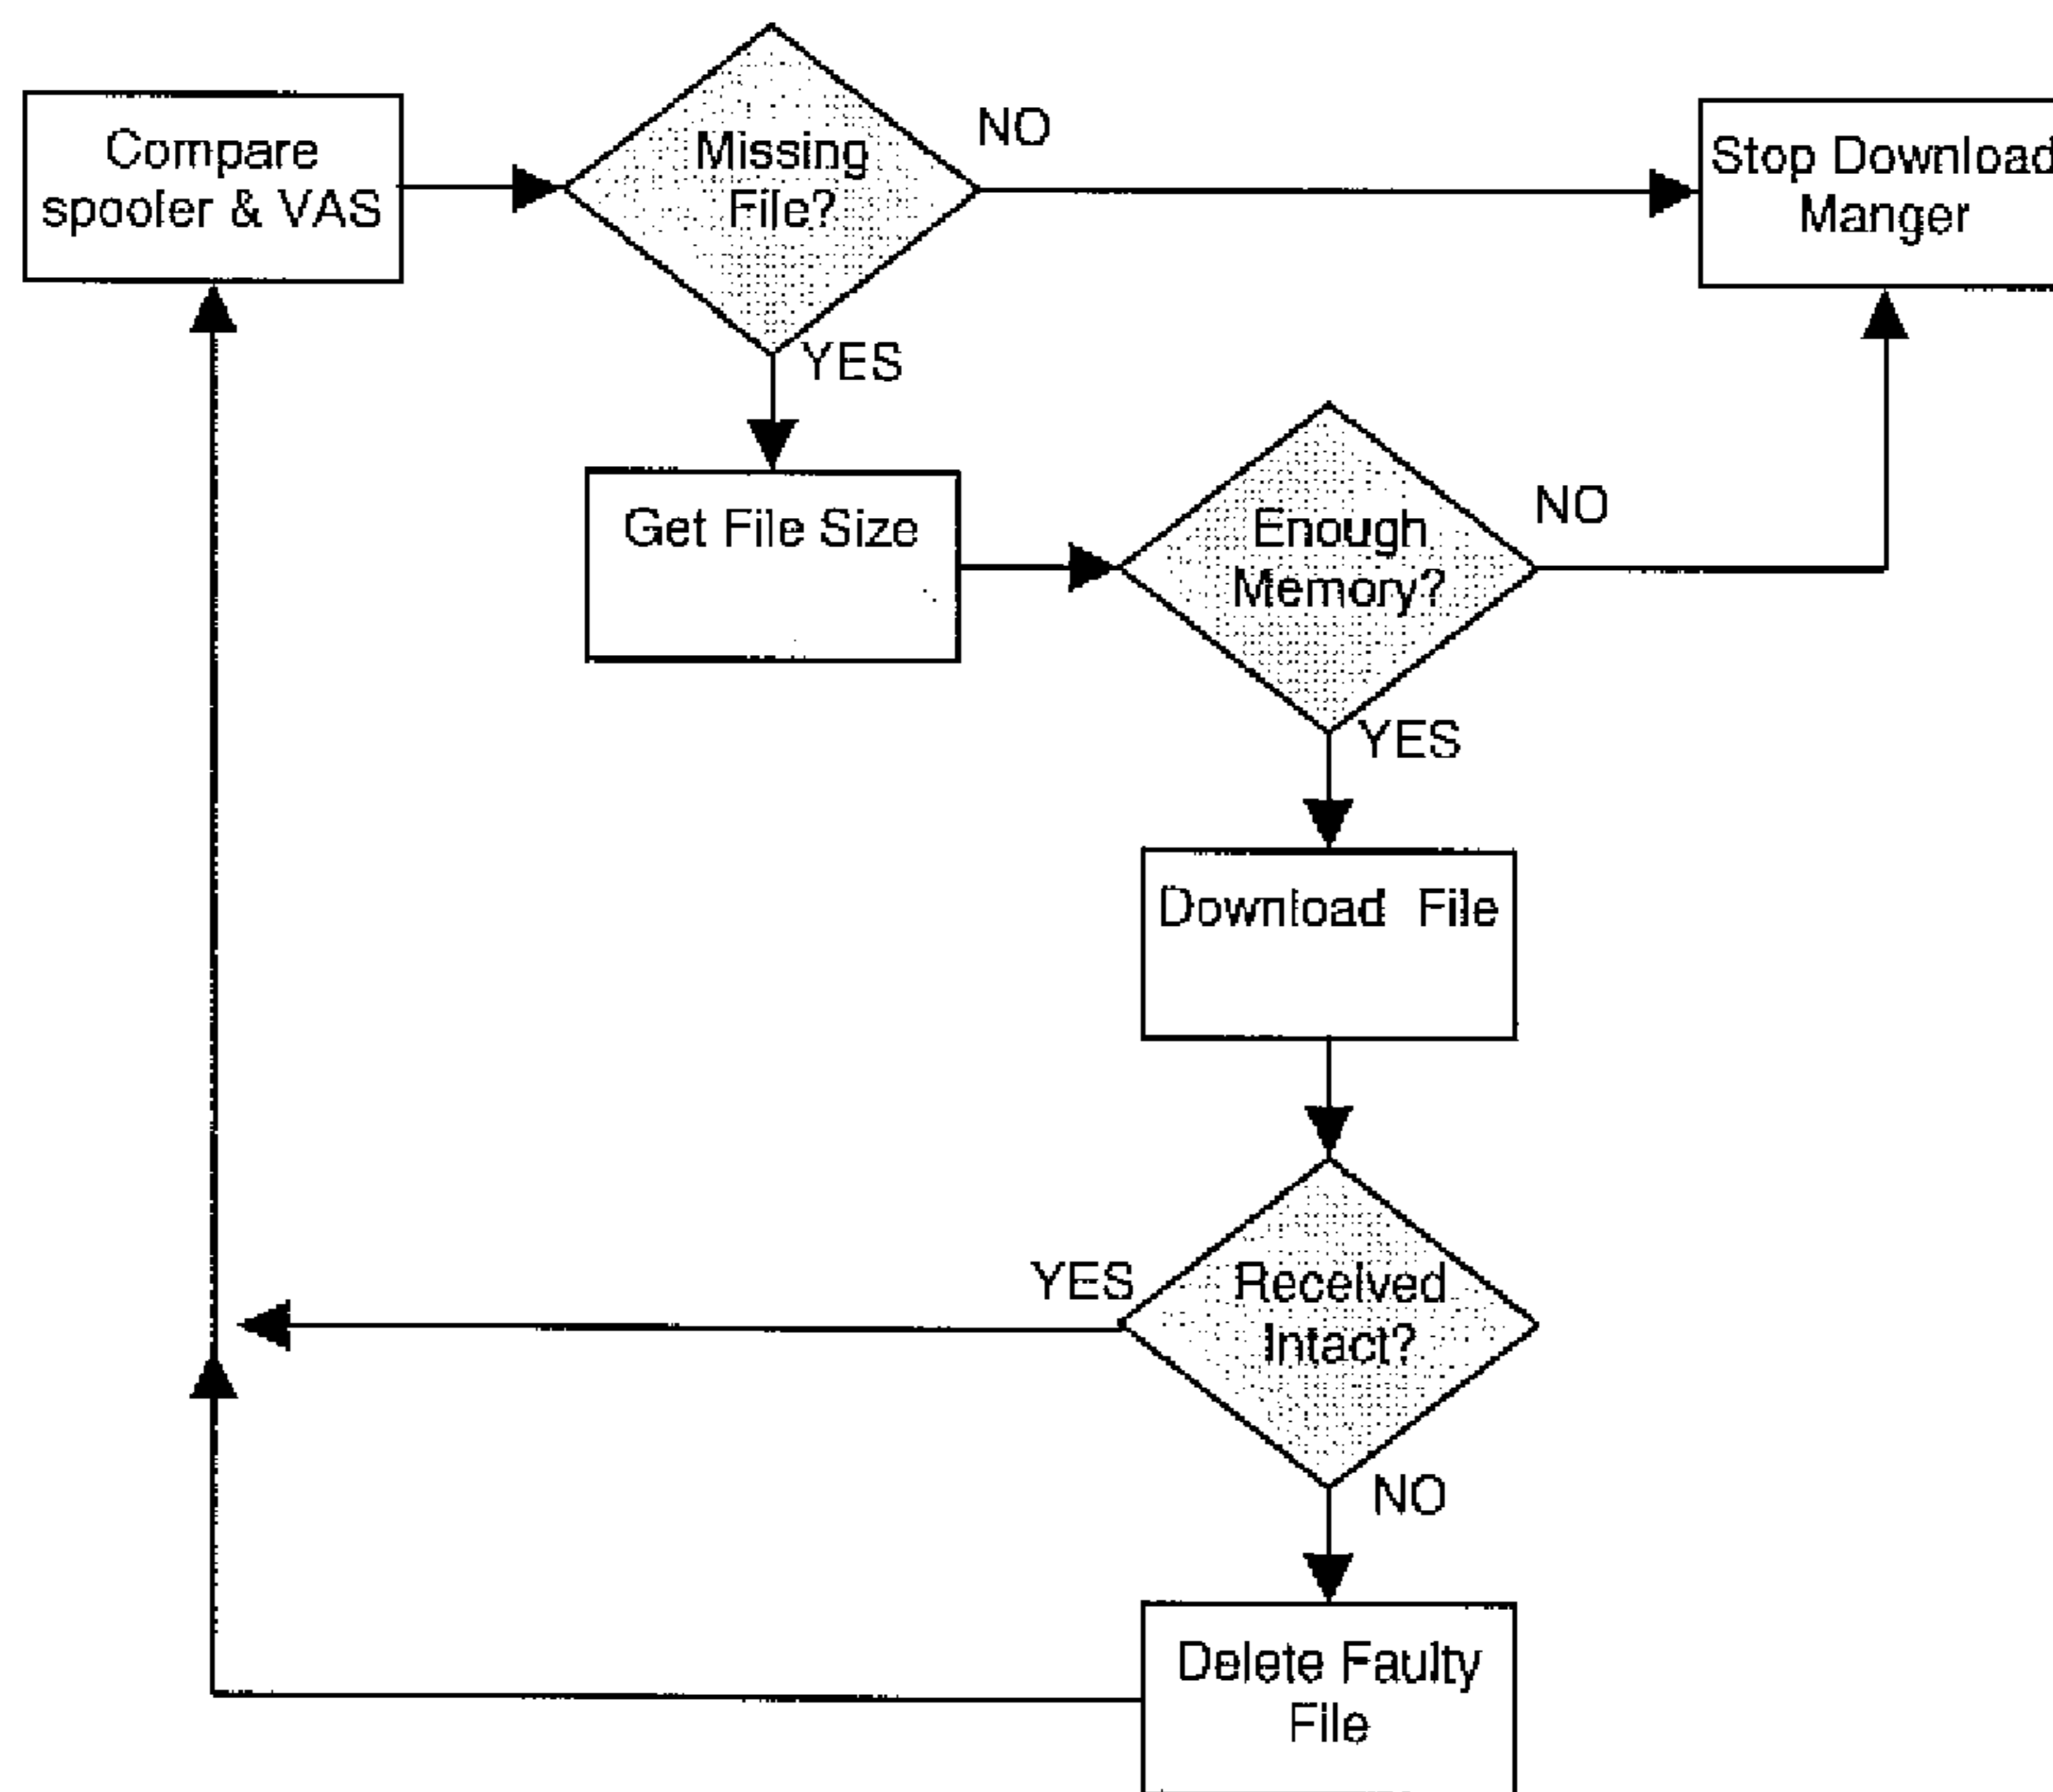 Compare
spooler & VAS
Missing
File?
NO
Stop Download
Manger
YES
Get File Size
Enough
Memory?
NO
YES
Download File
YES
Received
Intact?
NO
Delete Faulty
File